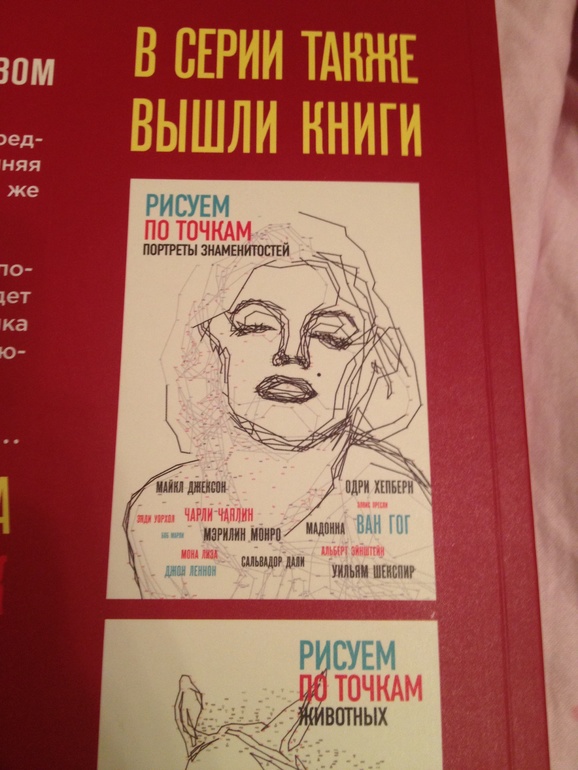 ВОМ
ред-
няя
же
по-
дет
ка
ю-
...
А
В СЕРИИ ТАКЖЕ
ВЫШЛИ КНИГИ
РИСУЕМ
ПО ТОЧКАМ
ПОРТРЕТЫ ЗНАМЕНИТОСТЕЙ
МАЙКЛ ДЖЕКСОН
ОДРИ ХЕПБЕРН
ЭЛВИС ПРЕСЛИ
ЭНДИ УОРХОЛ
ЧАРЛИ ЧАПЛИН
МАДОННА
ВАН ГОГ
БОБ МАРЛИ
МЭРИЛИН МОНРО
МОНА ЛИЗА
АЛЬБЕРТ ЭЙНШТЕЙН
САЛЬВАДОР ДАЛИ
ДЖОН ЛЕННОН
УИЛЬЯМ ШЕКСПИР
РИСУЕМ
ПО ТОЧКАМ
ЖИВОТНЫХ